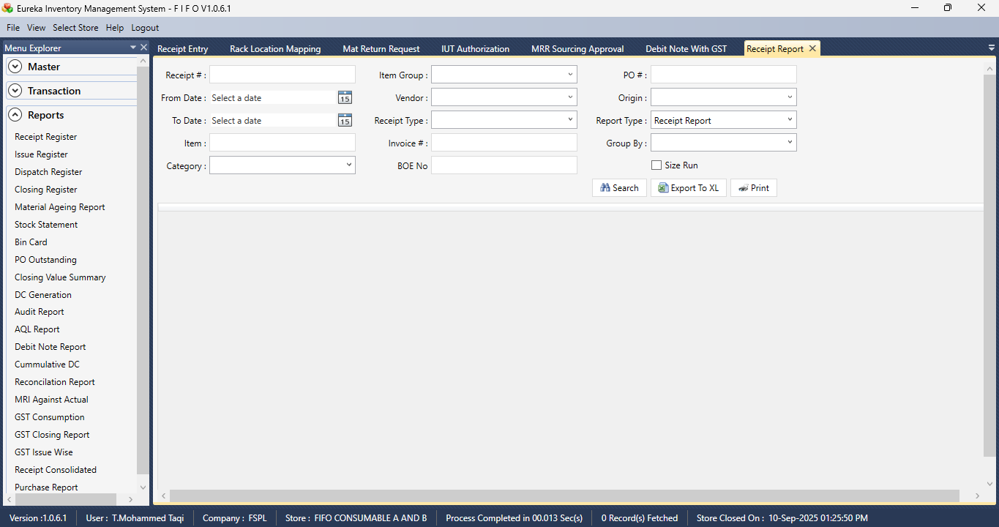 Eureka Inventory Management System - F I F O V1.0.6.1
File View Select Store Help Logout
Menu Explorer
Receipt Entry Rack Location Mapping Mat Return Request IUT Authorization MRR Sourcing Approval Debit Note With GST Receipt Report
Master
Transaction
Reports
Receipt Register
Issue Register
Dispatch Register
Closing Register
Material Ageing Report
Stock Statement
Bin Card
PO Outstanding
Closing Value Summary
DC Generation
Audit Report
AQL Report
Debit Note Report
Cummulative DC
Reconcilation Report
MRI Against Actual
GST Consumption
GST Closing Report
GST Issue Wise
Receipt Consolidated
Purchase Report
Receipt # : Item Group : PO # :
From Date : Select a date 15 Vendor : Origin :
To Date : Select a date 15 Receipt Type : Report Type : Receipt Report
Item : Invoice # : Group By :
Category : BOE No Size Run
Search Export To XL Print
Version :1.0.6.1 User : T.Mohammed Taqi Company : FSPL Store : FIFO CONSUMABLE A AND B Process Completed in 00.013 Sec(s) 0 Record(s) Fetched Store Closed On : 10-Sep-2025 01:25:50 PM